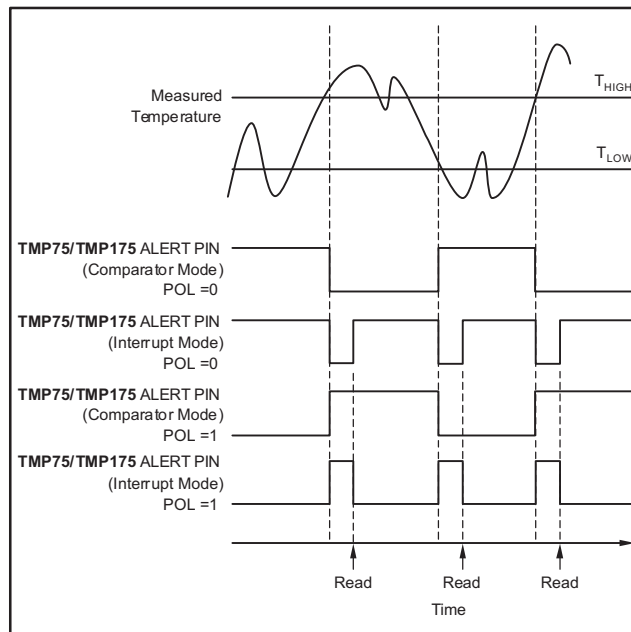 Measured
Temperature
THIGH
TLOW
TMP75/TMP175 ALERT PIN
(Comparator Mode)
POL =0
TMP75/TMP175 ALERT PIN
(Interrupt Mode)
POL =0
TMP75/TMP175 ALERT PIN
(Comparator Mode)
POL =1
TMP75/TMP175 ALERT PIN
(Interrupt Mode)
POL =1
Read Read Read
Time